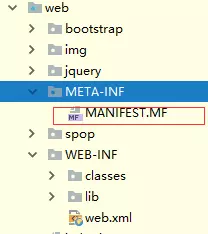 web
bootstrap
img
jquery
META-INF
MF
MANIFEST.MF
spop
WEB-INF
classes
lib
web.xml